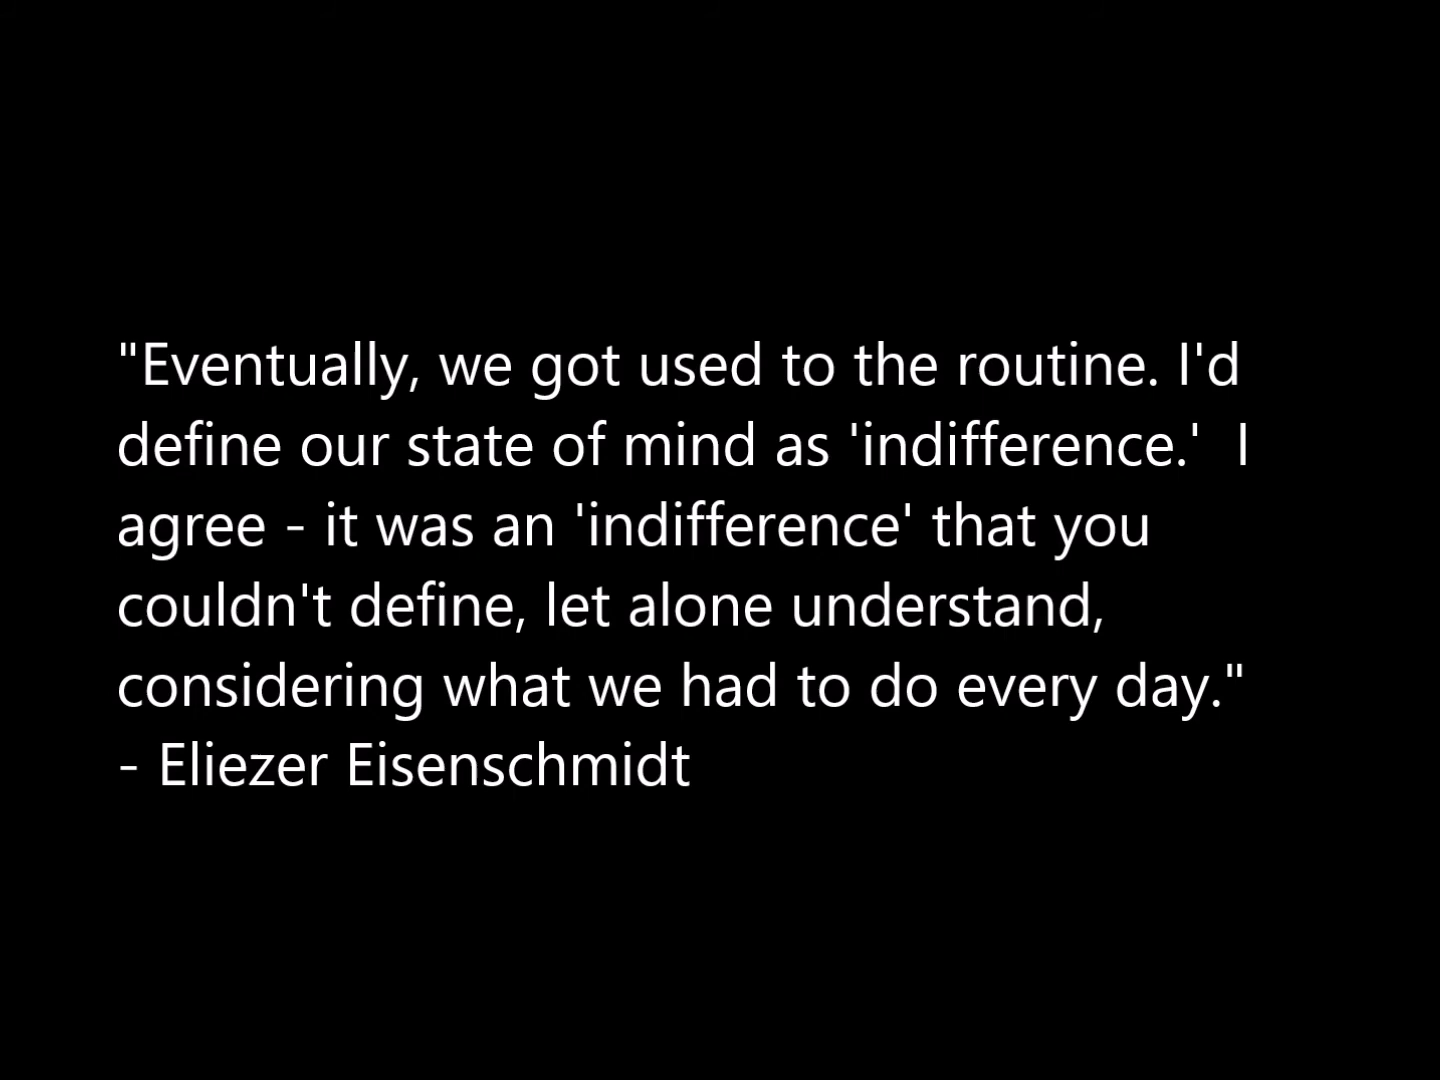 "Eventually, we got used to the routine. I'd
define our state of mind as 'indifference.'  I
agree - it was an 'indifference' that you
couldn't define, let alone understand,
considering what we had to do every day."
- Eliezer Eisenschmidt